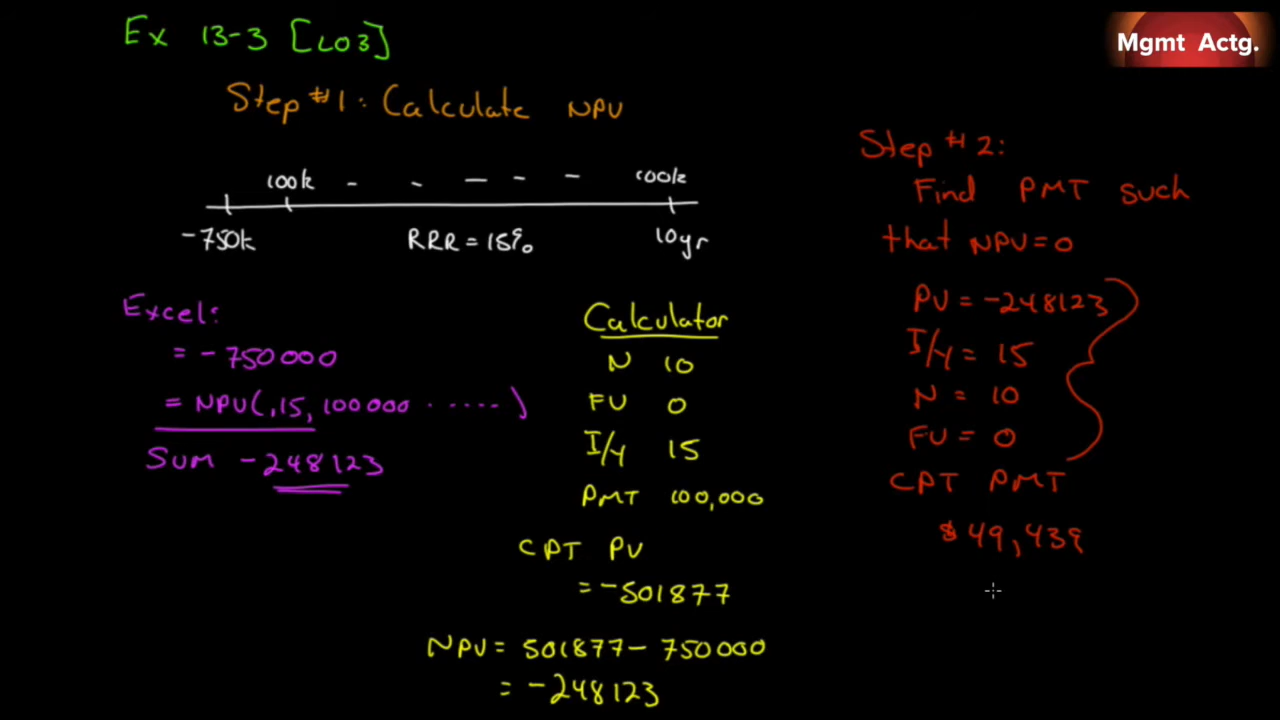 Ex 13-3 [LO3]
Mgmt Actg.
Step #1: Calculate NPV
100k - - - - - 100k
-750k RRR = 15% 10yr
Excel:
= -750000
= NPV(.15, 100000 ......)
Sum -248123
Calculator
N 10
FV 0
I/Y 15
PMT 100,000
CPT PV
= -501877
NPV = 501877 - 750000
= -248123
Step #2:
Find PMT such
that NPV = 0
PV = -248123
I/Y = 15
N = 10
FV = 0
CPT PMT
$49,439